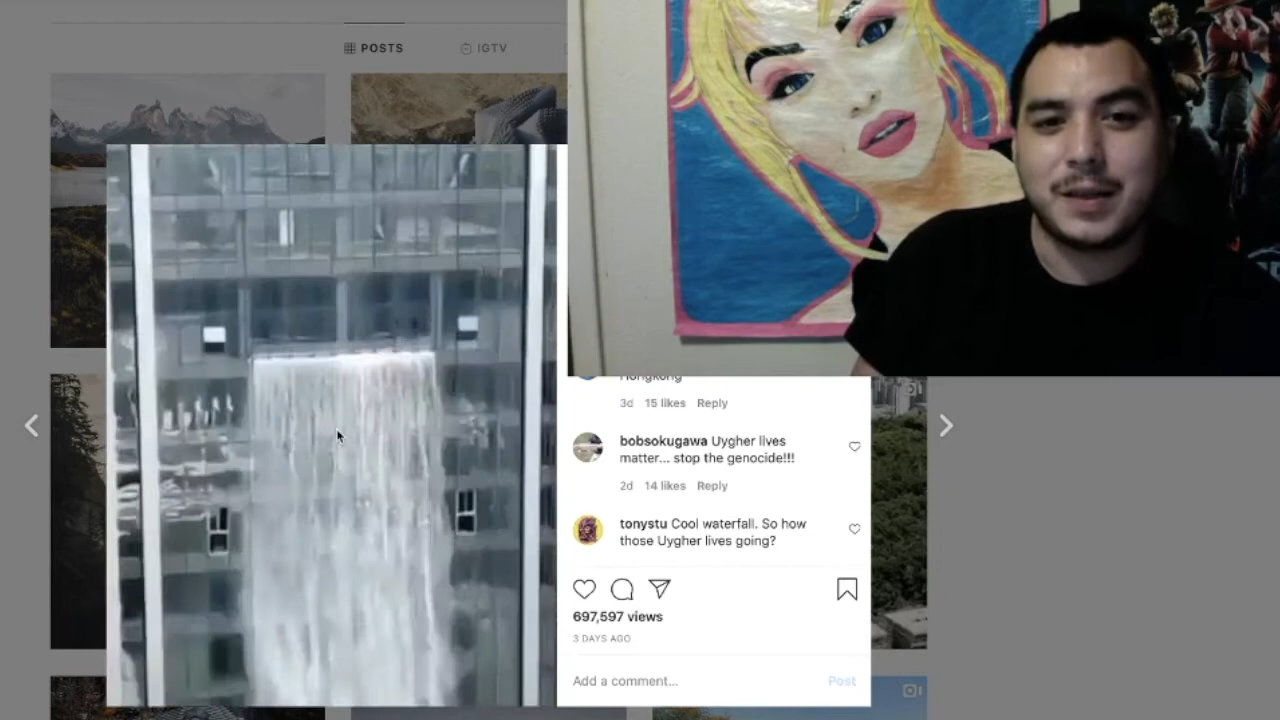 POSTS
IGTV
Hongkong
3d 15 likes Reply
bobsokugawa Uygher lives
matter... stop the genocide!!!
2d 14 likes Reply
tonystu Cool waterfall. So how
those Uygher lives going?
697,597 views
3 DAYS AGO
Add a comment...
Post